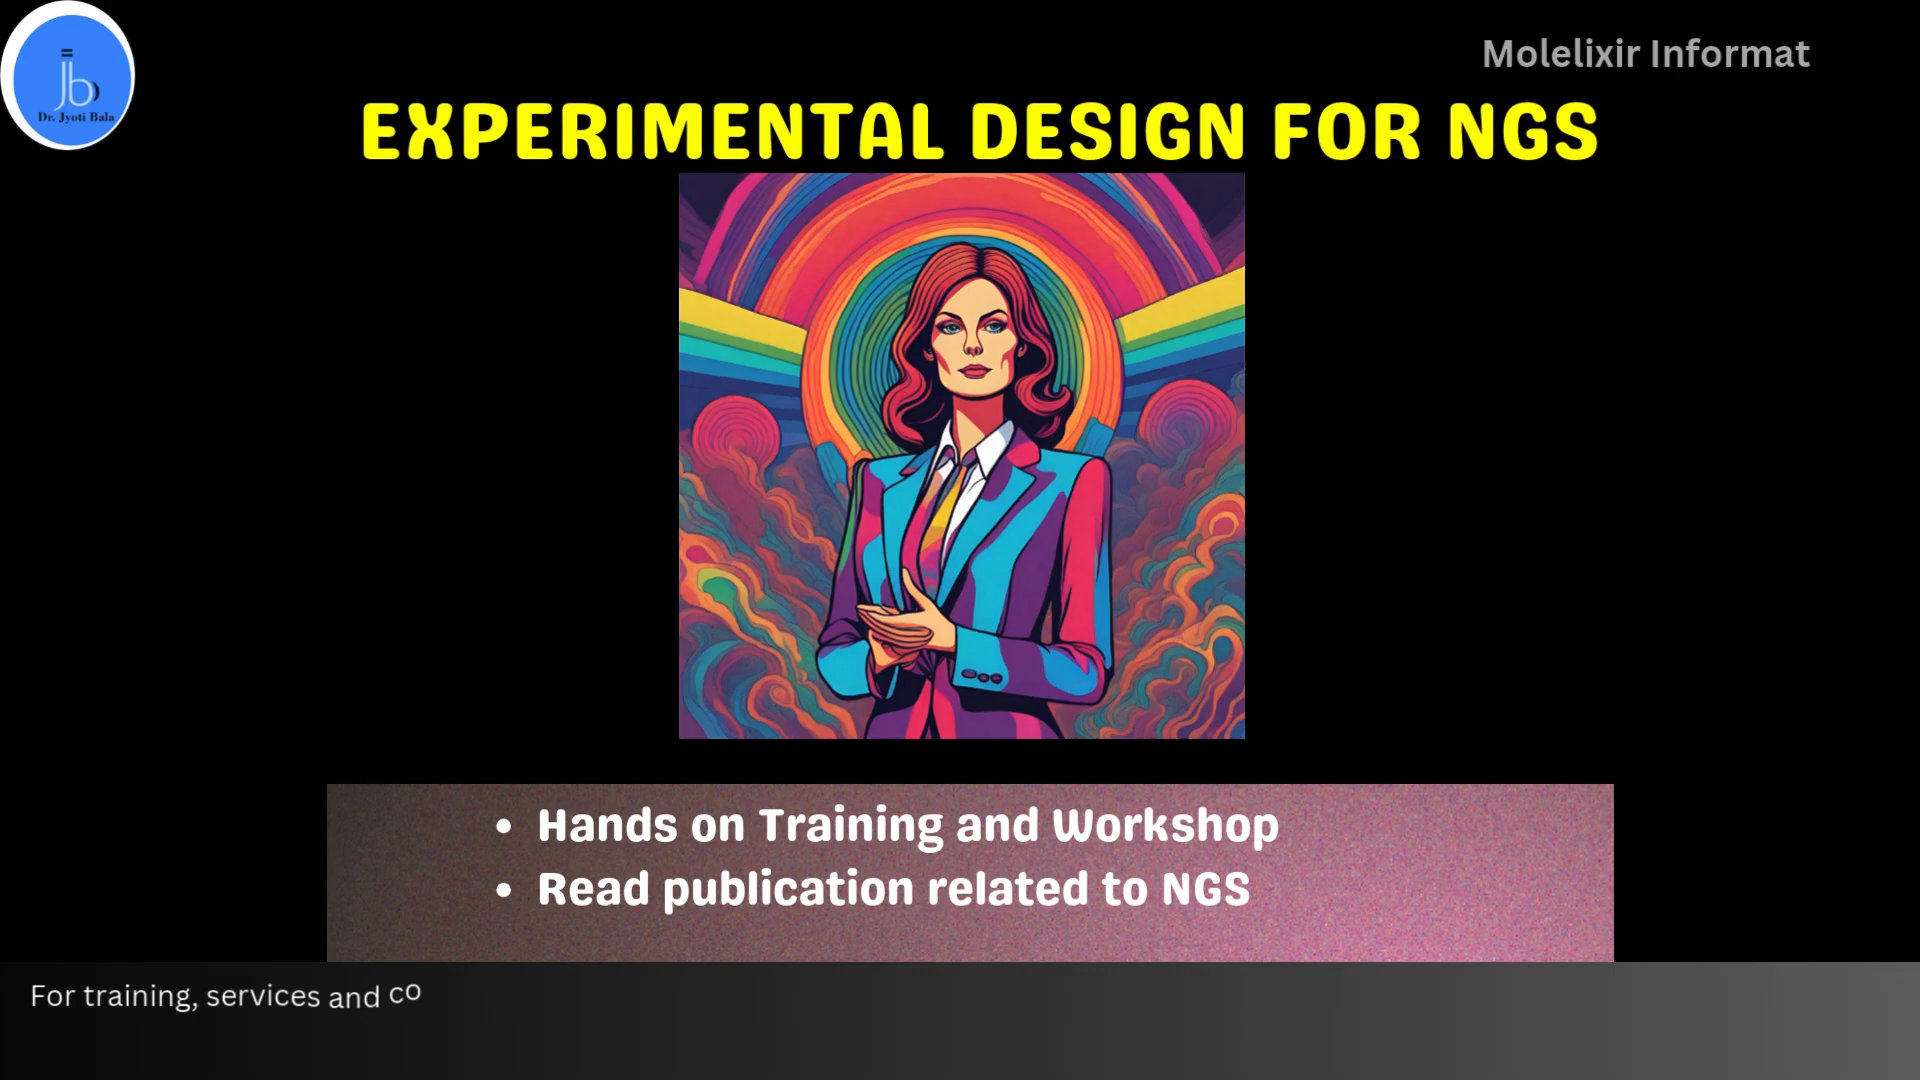 Molelixir Informat
Dr. Jyoti Bala
EXPERIMENTAL DESIGN FOR NGS
• Hands on Training and Workshop
• Read publication related to NGS
For training, services and co